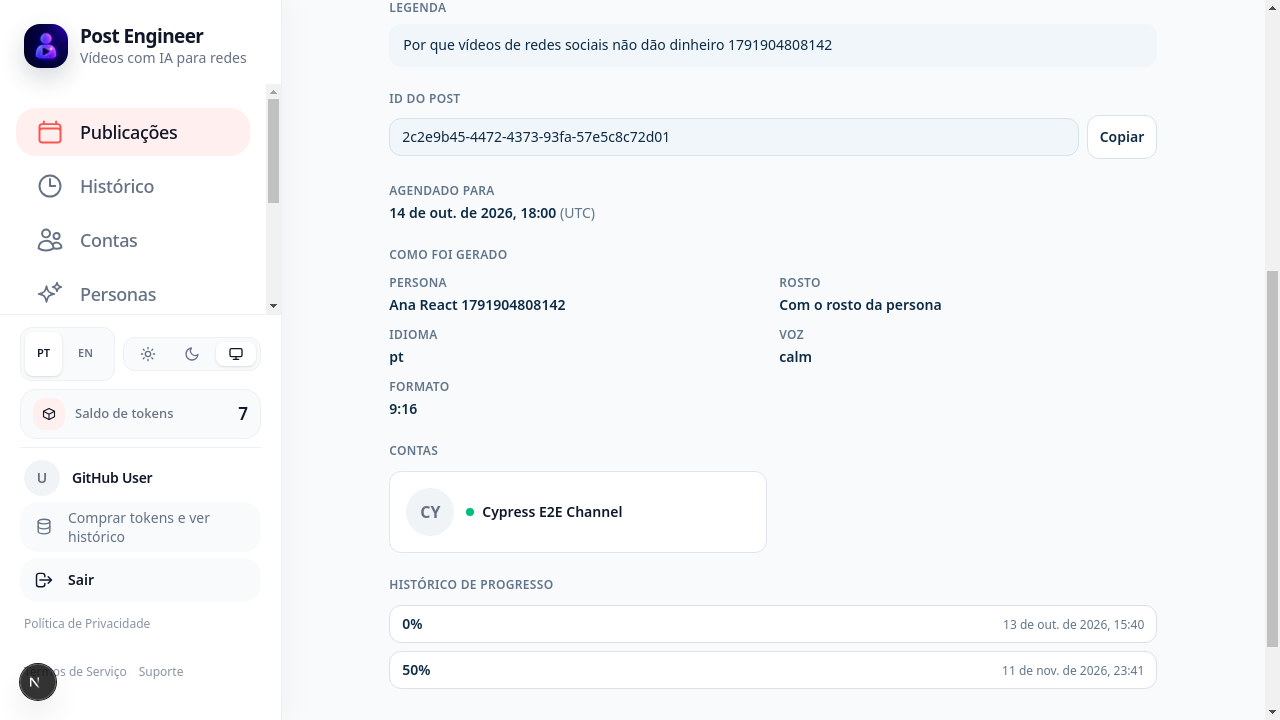 Post Engineer
Vídeos com IA para redes
Publicações
Histórico
Contas
Personas
PT
EN
Saldo de tokens
7
U
GitHub User
Comprar tokens e ver
histórico
Sair
Política de Privacidade
os de Serviço
Suporte
N
LEGENDA
Por que vídeos de redes sociais não dão dinheiro 1791904808142
ID DO POST
2c2e9b45-4472-4373-93fa-57e5c8c72d01
Copiar
AGENDADO PARA
14 de out. de 2026, 18:00 (UTC)
COMO FOI GERADO
PERSONA
Ana React 1791904808142
ROSTO
Com o rosto da persona
IDIOMA
pt
VOZ
calm
FORMATO
9:16
CONTAS
CY
Cypress E2E Channel
HISTÓRICO DE PROGRESSO
0%
13 de out. de 2026, 15:40
50%
11 de nov. de 2026, 23:41